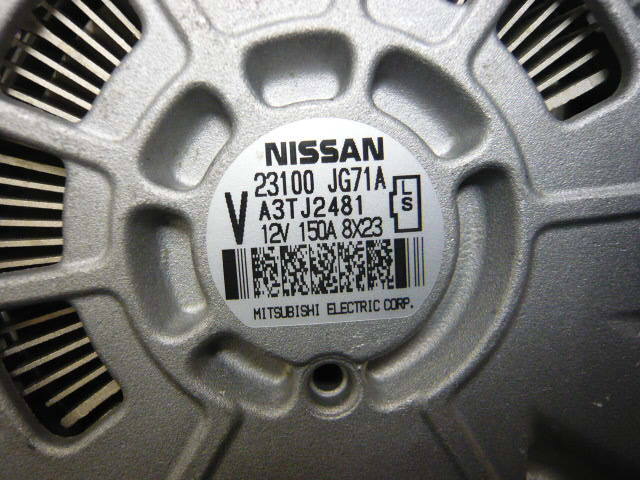 NISSAN
V 23100 JG71A
A3TJ2481
L
S
12V 150A 8X23
MITSUBISHI ELECTRIC CORP.